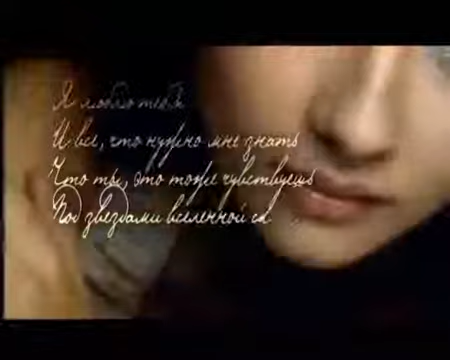 Я люблю тебя
И все, что нужно мне знать
Что ты, это тоже чувствуешь
Под звездами вселенной